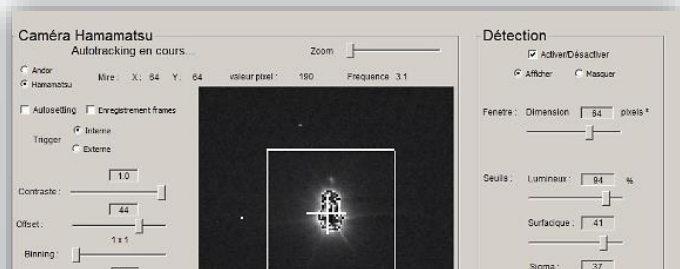 Caméra Hamamatsu
Autotracking en cours...
Zoom
Andor
Hamamatsu
Mire : X: 64 Y: 64 valeur pixel : 190 Frequence 3.1
Autosetting Enregistrement frames
Trigger
Interne
Externe
1.0
Contraste :
44
Offset :
1 x 1
Binning :
Détection
Activer/Désactiver
Afficher Masquer
Fenetre : Dimension 64 pixels ²
Seuils : Lumineux : 94 %
Surfacique : 41
Sigma : 37